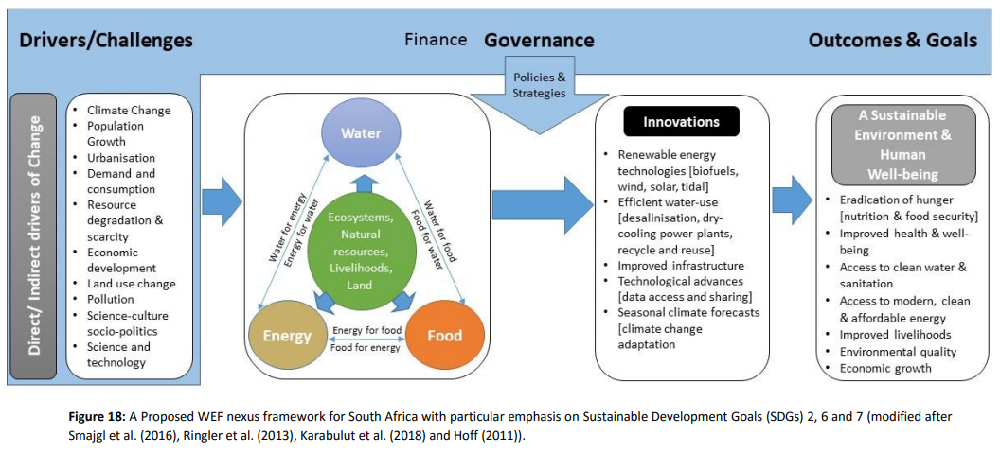 Drivers/Challenges
Finance Governance
Outcomes & Goals
Policies &
Strategies
Direct/ Indirect drivers of Change
• Climate Change
• Population
Growth
• Urbanisation
• Demand and
consumption
• Resource
degradation &
scarcity
• Economic
development
• Land use change
• Pollution
• Science-culture
socio-politics
• Science and
technology
Water
Water for energy
Energy for water
Ecosystems,
Natural
resources,
Livelihoods,
Land
Water for food
Food for water
Energy
Energy for food
Food for energy
Food
Innovations
• Renewable energy
technologies [biofuels,
wind, solar, tidal]
• Efficient water-use
[desalinisation, dry-
cooling power plants,
recycle and reuse]
• Improved infrastructure
• Technological advances
[data access and sharing]
• Seasonal climate forecasts
[climate change
adaptation]
A Sustainable
Environment &
Human
Well-being
• Eradication of hunger
[nutrition & food security]
• Improved health & well-
being
• Access to clean water &
sanitation
• Access to modern, clean
& affordable energy
• Improved livelihoods
• Environmental quality
• Economic growth
Figure 18: A Proposed WEF nexus framework for South Africa with particular emphasis on Sustainable Development Goals (SDGs) 2, 6 and 7 (modified after
Smajgl et al. (2016), Ringler et al. (2013), Karabulut et al. (2018) and Hoff (2011)).